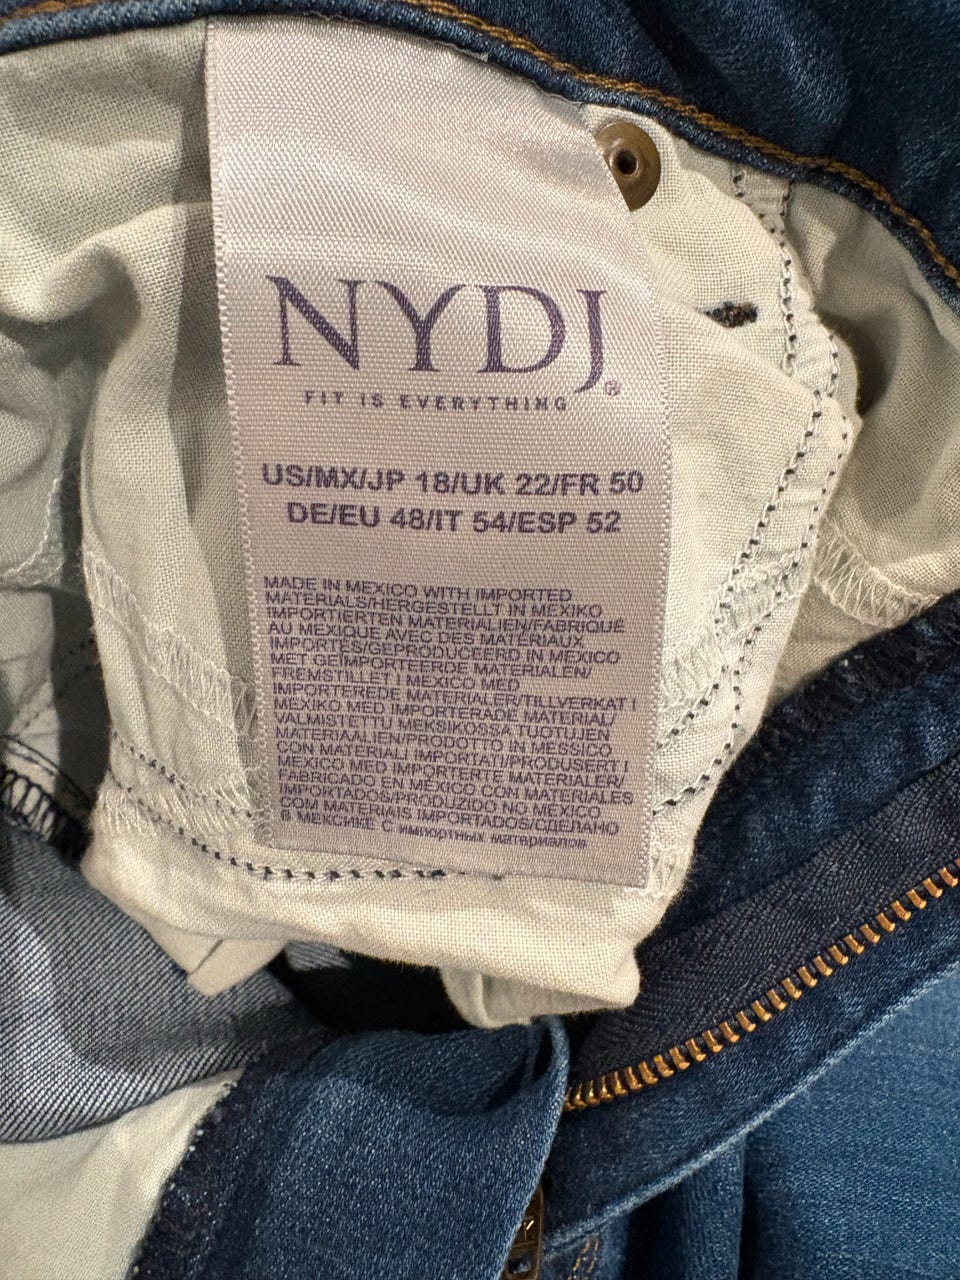 NYDJ®
FIT IS EVERYTHING
US/MX/JP 18/UK 22/FR 50
DE/EU 48/IT 54/ESP 52
MADE IN MEXICO WITH IMPORTED
MATERIALS/HERGESTELLT IN MEXIKO
IMPORTIERTEN MATERIALIEN/FABRIQUÉ
AU MEXIQUE AVEC DES MATÉRIAUX
IMPORTÉS/GEPRODUCEERD IN MEXICO
MET GEÏMPORTEERDE MATERIALEN/
FREMSTILLET I MEXICO MED
IMPORTEREDE MATERIALER/TILLVERKAT I
MEXIKO MED IMPORTERADE MATERIAL/
VALMISTETTU MEKSIKOSSA TUOTUJEN
MATERIAALIEN/PRODOTTO IN MESSICO
CON MATERIALI IMPORTATI/PRODUSERT I
MEXICO MED IMPORTERTE MATERIALER/
FABRICADO EN MÉXICO CON MATERIALES
IMPORTADOS/PRODUZIDO NO MÉXICO
COM MATERIAIS IMPORTADOS/СДЕЛАНО
В МЕКСИКЕ С импортных материалов